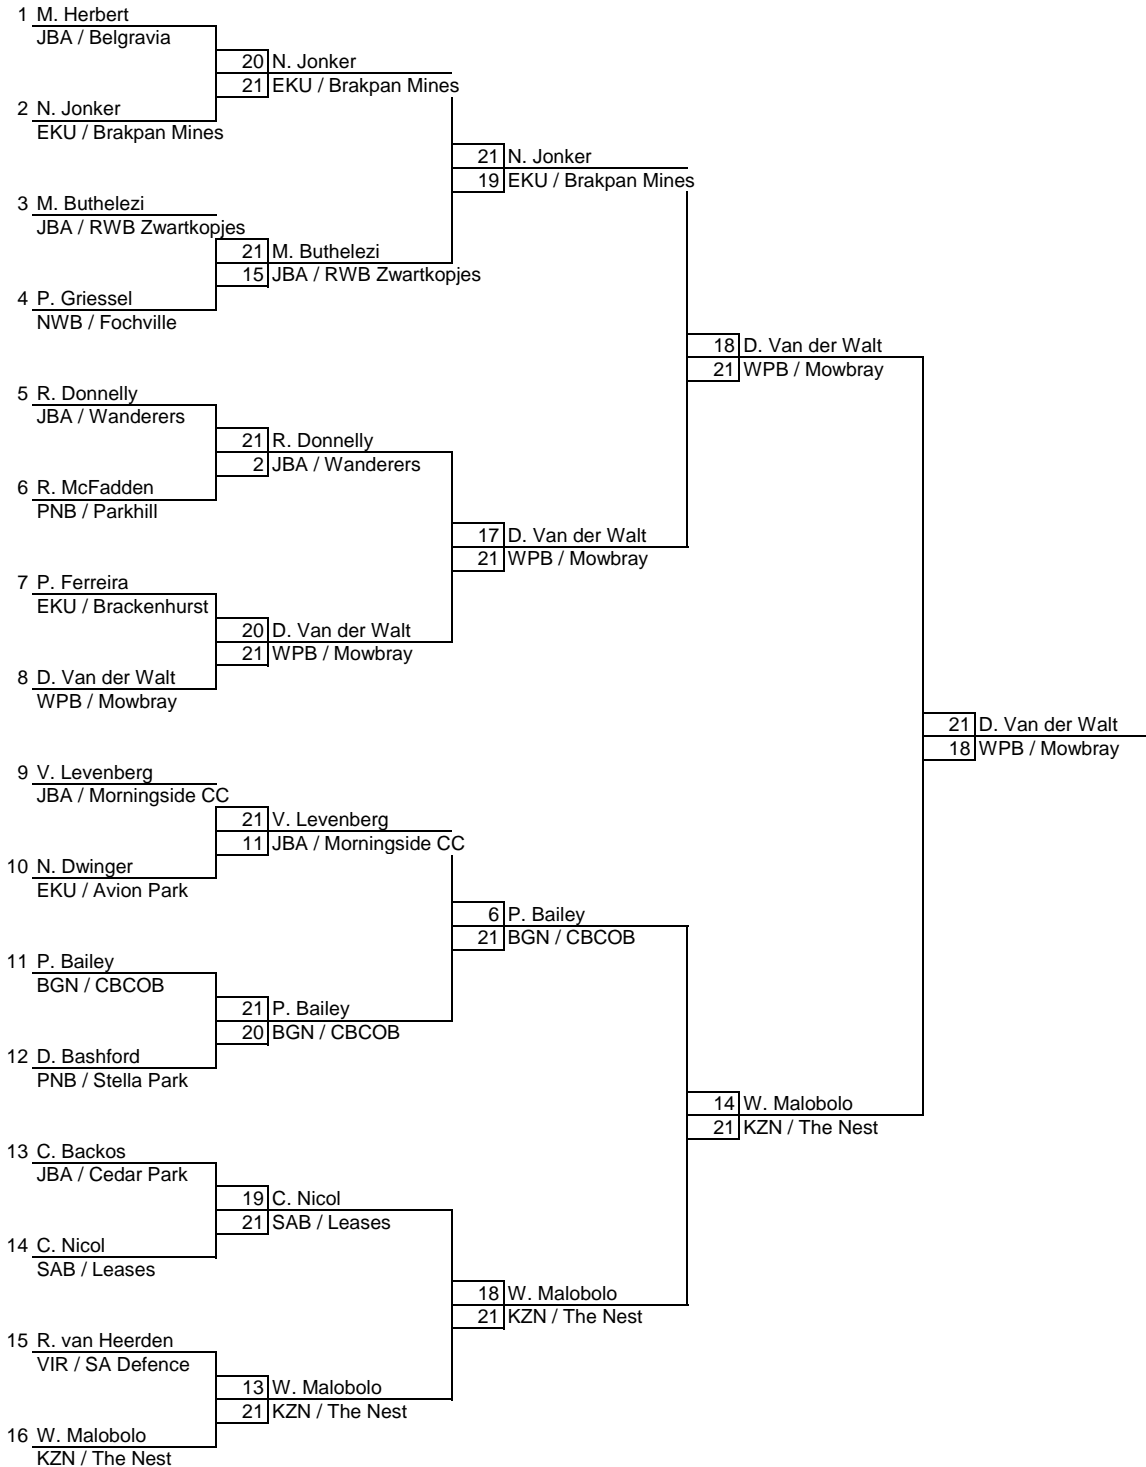 1 M. Herbert
JBA / Belgravia
20 N. Jonker
21 EKU / Brakpan Mines
2 N. Jonker
EKU / Brakpan Mines
21 N. Jonker
19 EKU / Brakpan Mines
3 M. Buthelezi
JBA / RWB Zwartkopjes
21 M. Buthelezi
15 JBA / RWB Zwartkopjes
4 P. Griessel
NWB / Fochville
18 D. Van der Walt
21 WPB / Mowbray
5 R. Donnelly
JBA / Wanderers
21 R. Donnelly
2 JBA / Wanderers
6 R. McFadden
PNB / Parkhill
17 D. Van der Walt
21 WPB / Mowbray
7 P. Ferreira
EKU / Brackenhurst
20 D. Van der Walt
21 WPB / Mowbray
8 D. Van der Walt
WPB / Mowbray
21 D. Van der Walt
18 WPB / Mowbray
9 V. Levenberg
JBA / Morningside CC
21 V. Levenberg
11 JBA / Morningside CC
10 N. Dwinger
EKU / Avion Park
6 P. Bailey
21 BGN / CBCOB
11 P. Bailey
BGN / CBCOB
21 P. Bailey
20 BGN / CBCOB
12 D. Bashford
PNB / Stella Park
14 W. Malobolo
21 KZN / The Nest
13 C. Backos
JBA / Cedar Park
19 C. Nicol
21 SAB / Leases
14 C. Nicol
SAB / Leases
18 W. Malobolo
21 KZN / The Nest
15 R. van Heerden
VIR / SA Defence
13 W. Malobolo
21 KZN / The Nest
16 W. Malobolo
KZN / The Nest